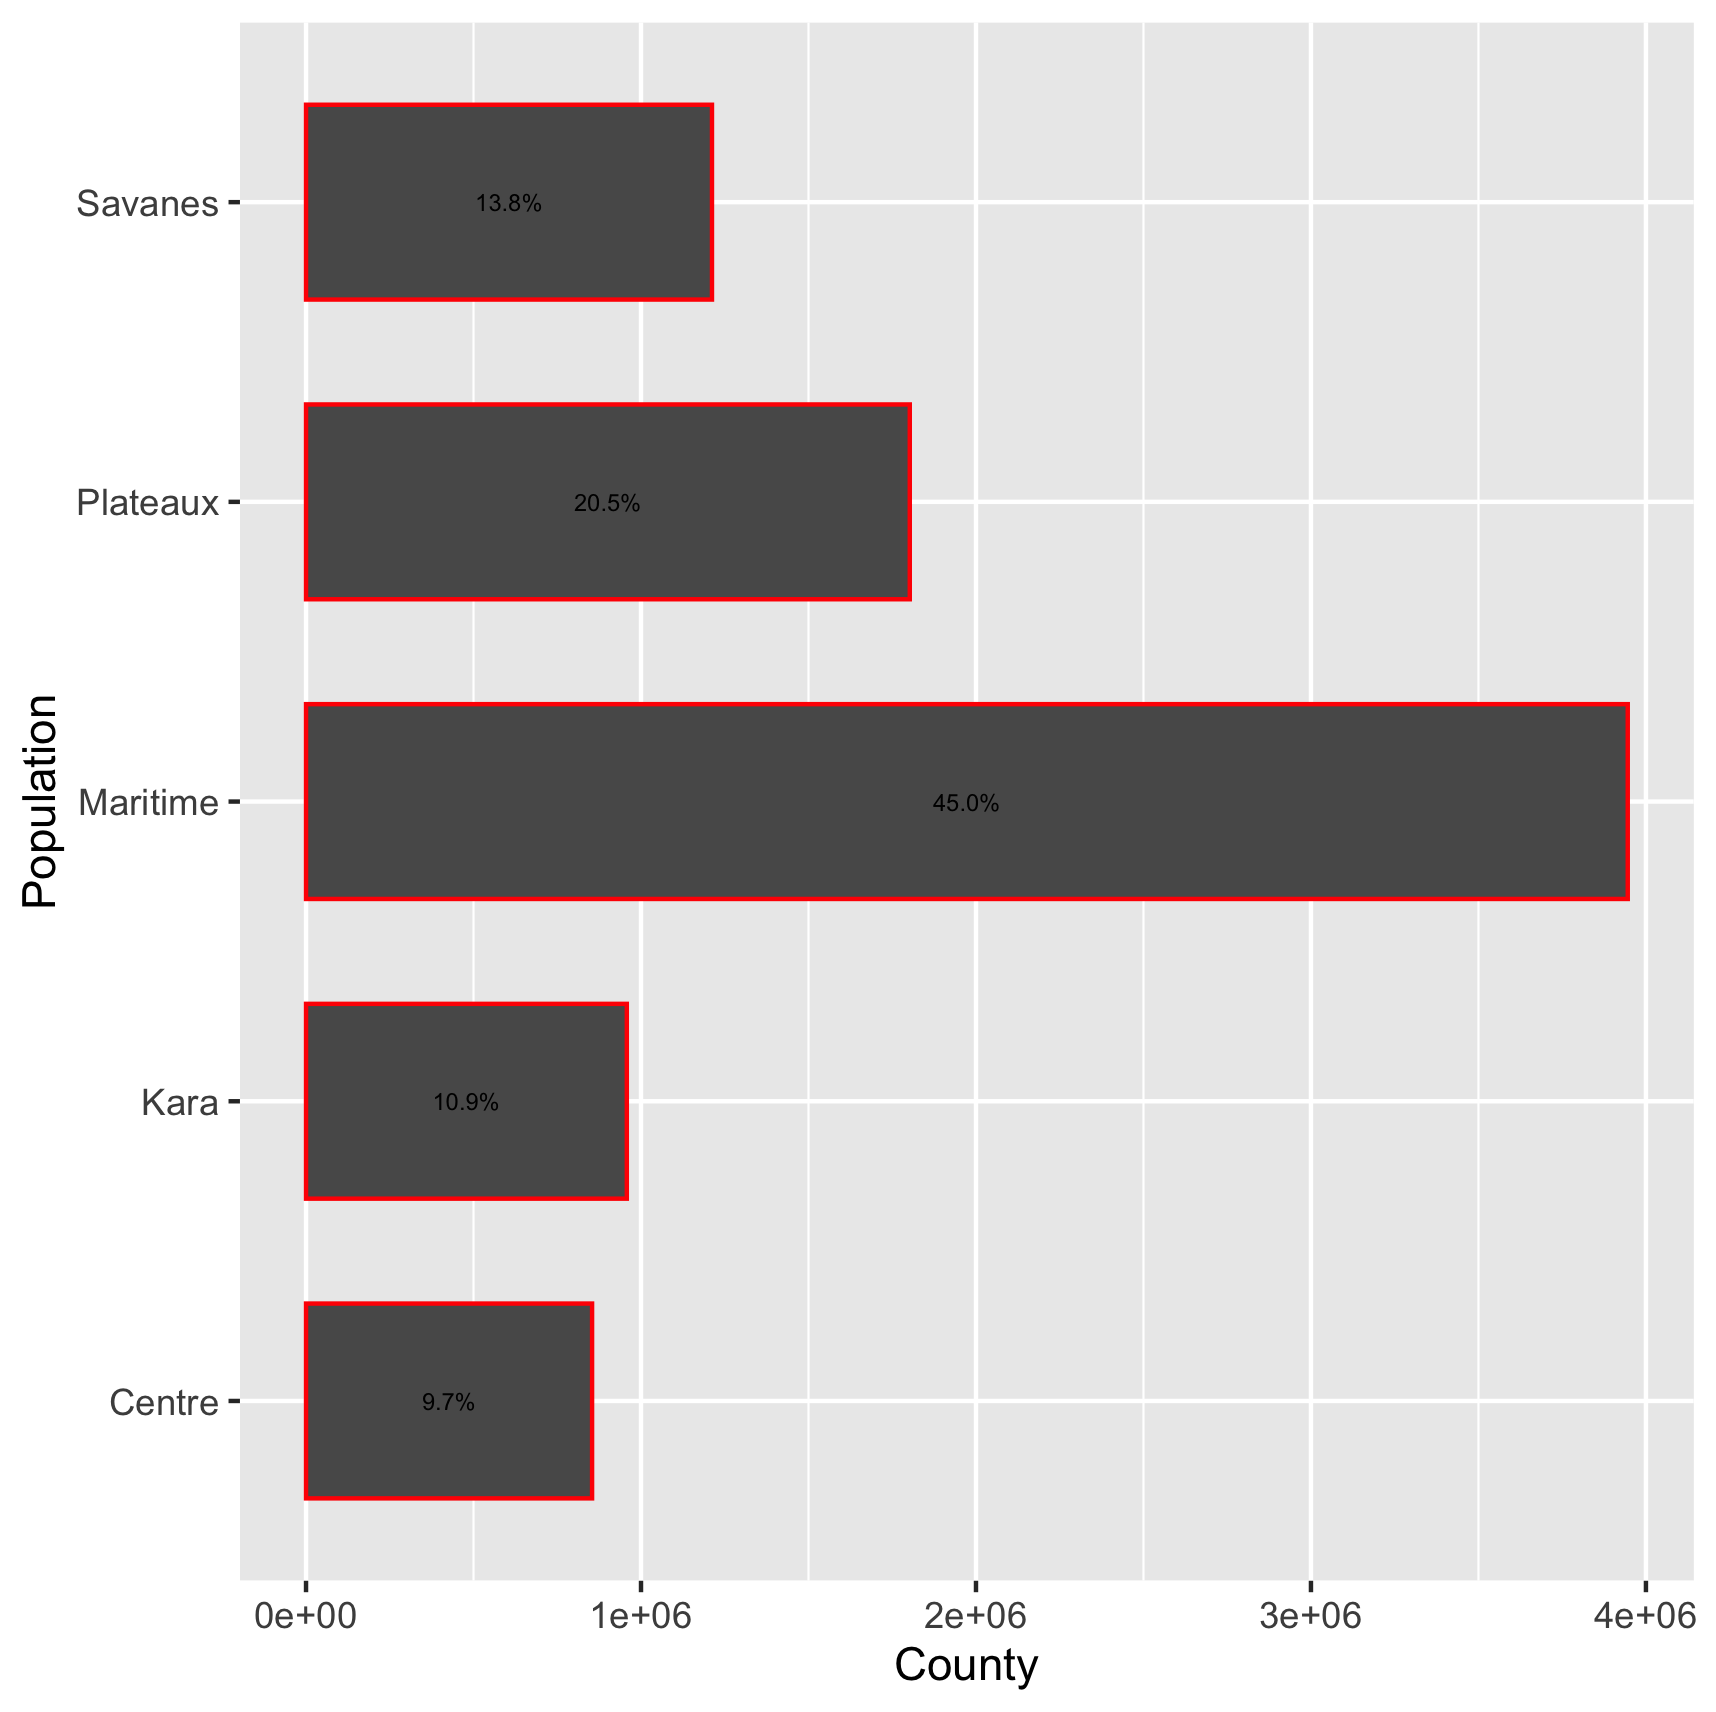 Savanes
13.8%
Plateaux
20.5%
Population
Maritime
45.0%
Kara
10.9%
Centre
9.7%
0e+00 1e+06 2e+06 3e+06 4e+06
County